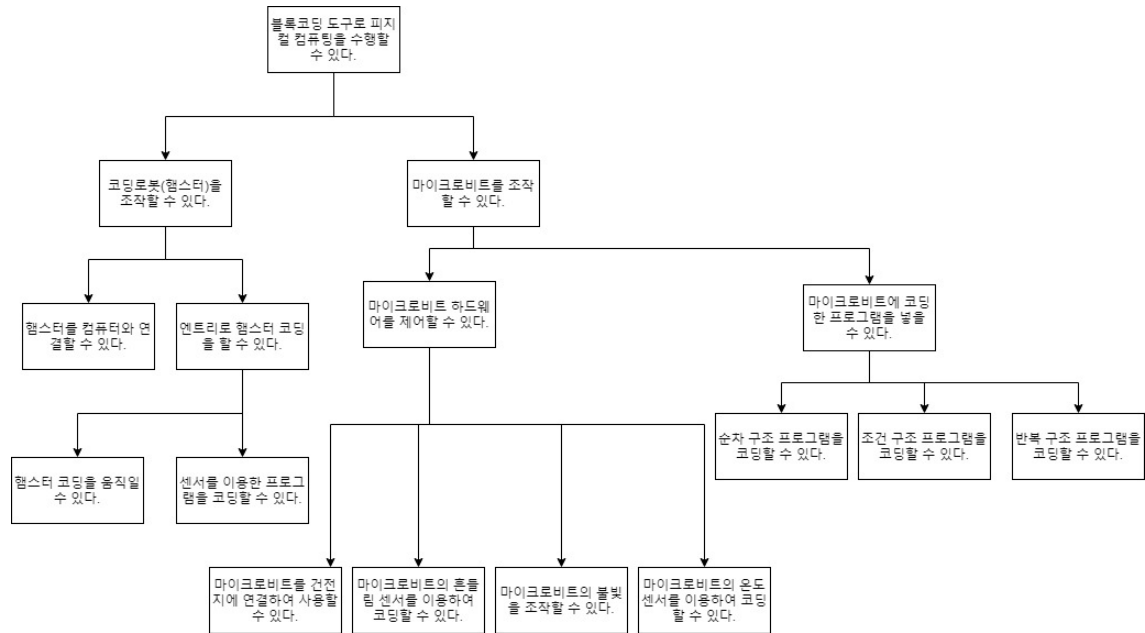 블록코딩 도구로 피지
컬 컴퓨팅을 수행할
수 있다.
코딩로봇(햄스터)을
조작할 수 있다.
마이크로비트를 조작
할 수 있다.
햄스터를 컴퓨터와 연
결할 수 있다.
엔트리로 햄스터 코딩
을 할 수 있다.
마이크로비트 하드웨
어를 제어할 수 있다.
마이크로비트에 코딩
한 프로그램을 넣을
수 있다.
햄스터 코딩을 움직일
수 있다.
센서를 이용한 프로그
램을 코딩할 수 있다.
순차 구조 프로그램을
코딩할 수 있다.
조건 구조 프로그램을
코딩할 수 있다.
반복 구조 프로그램을
코딩할 수 있다.
마이크로비트를 건전
지에 연결하여 사용할
수 있다.
마이크로비트의 흔들
림 센서를 이용하여
코딩할 수 있다.
마이크로비트의 불빛
을 조작할 수 있다.
마이크로비트의 온도
센서를 이용하여 코딩
할 수 있다.